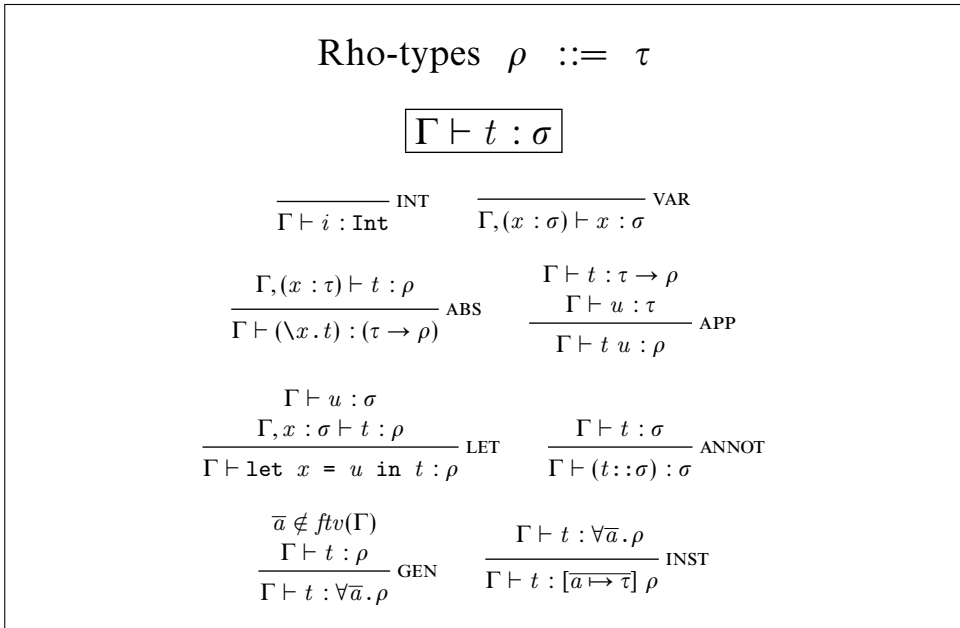 Rho-types ρ ::= τ
Γ ⊢ t : σ
Γ ⊢ i : Int INT
Γ, (x : σ) ⊢ x : σ VAR
Γ, (x : τ) ⊢ t : ρ
Γ ⊢ (\x . t) : (τ → ρ) ABS
Γ ⊢ t : τ → ρ
Γ ⊢ u : τ
Γ ⊢ t u : ρ APP
Γ ⊢ u : σ
Γ, x : σ ⊢ t : ρ
Γ ⊢ let x = u in t : ρ LET
Γ ⊢ t : σ
Γ ⊢ (t::σ) : σ ANNOT
a̅ ∉ ftv(Γ)
Γ ⊢ t : ρ
Γ ⊢ t : ∀a̅ . ρ GEN
Γ ⊢ t : ∀a̅ . ρ
Γ ⊢ t : [a̅ ↦̅ τ̅] ρ INST